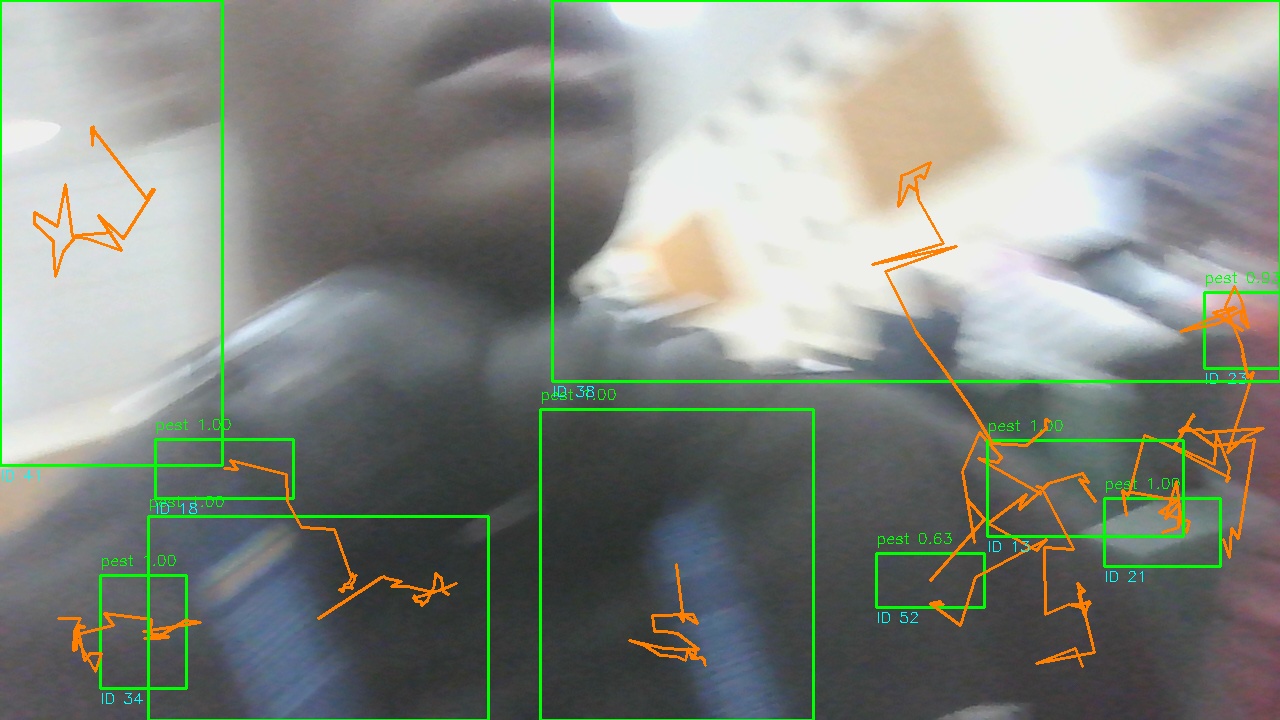 pest 0.9
ID 23
ID 38
pest 1.00
pest 1.00
pest 1.00
ID 41
pest 1.00
pest 1.00
ID 18
pest 0.63
ID 13
pest 1.00
ID 21
ID 52
ID 34